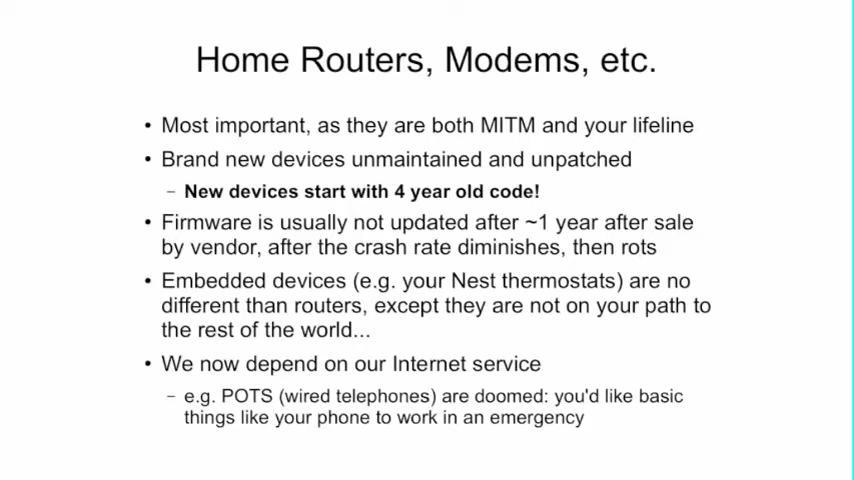 Home Routers, Modems, etc.
• Most important, as they are both MITM and your lifeline
• Brand new devices unmaintained and unpatched
– New devices start with 4 year old code!
• Firmware is usually not updated after ~1 year after sale
by vendor, after the crash rate diminishes, then rots
• Embedded devices (e.g. your Nest thermostats) are no
different than routers, except they are not on your path to
the rest of the world...
• We now depend on our Internet service
– e.g. POTS (wired telephones) are doomed: you'd like basic
things like your phone to work in an emergency